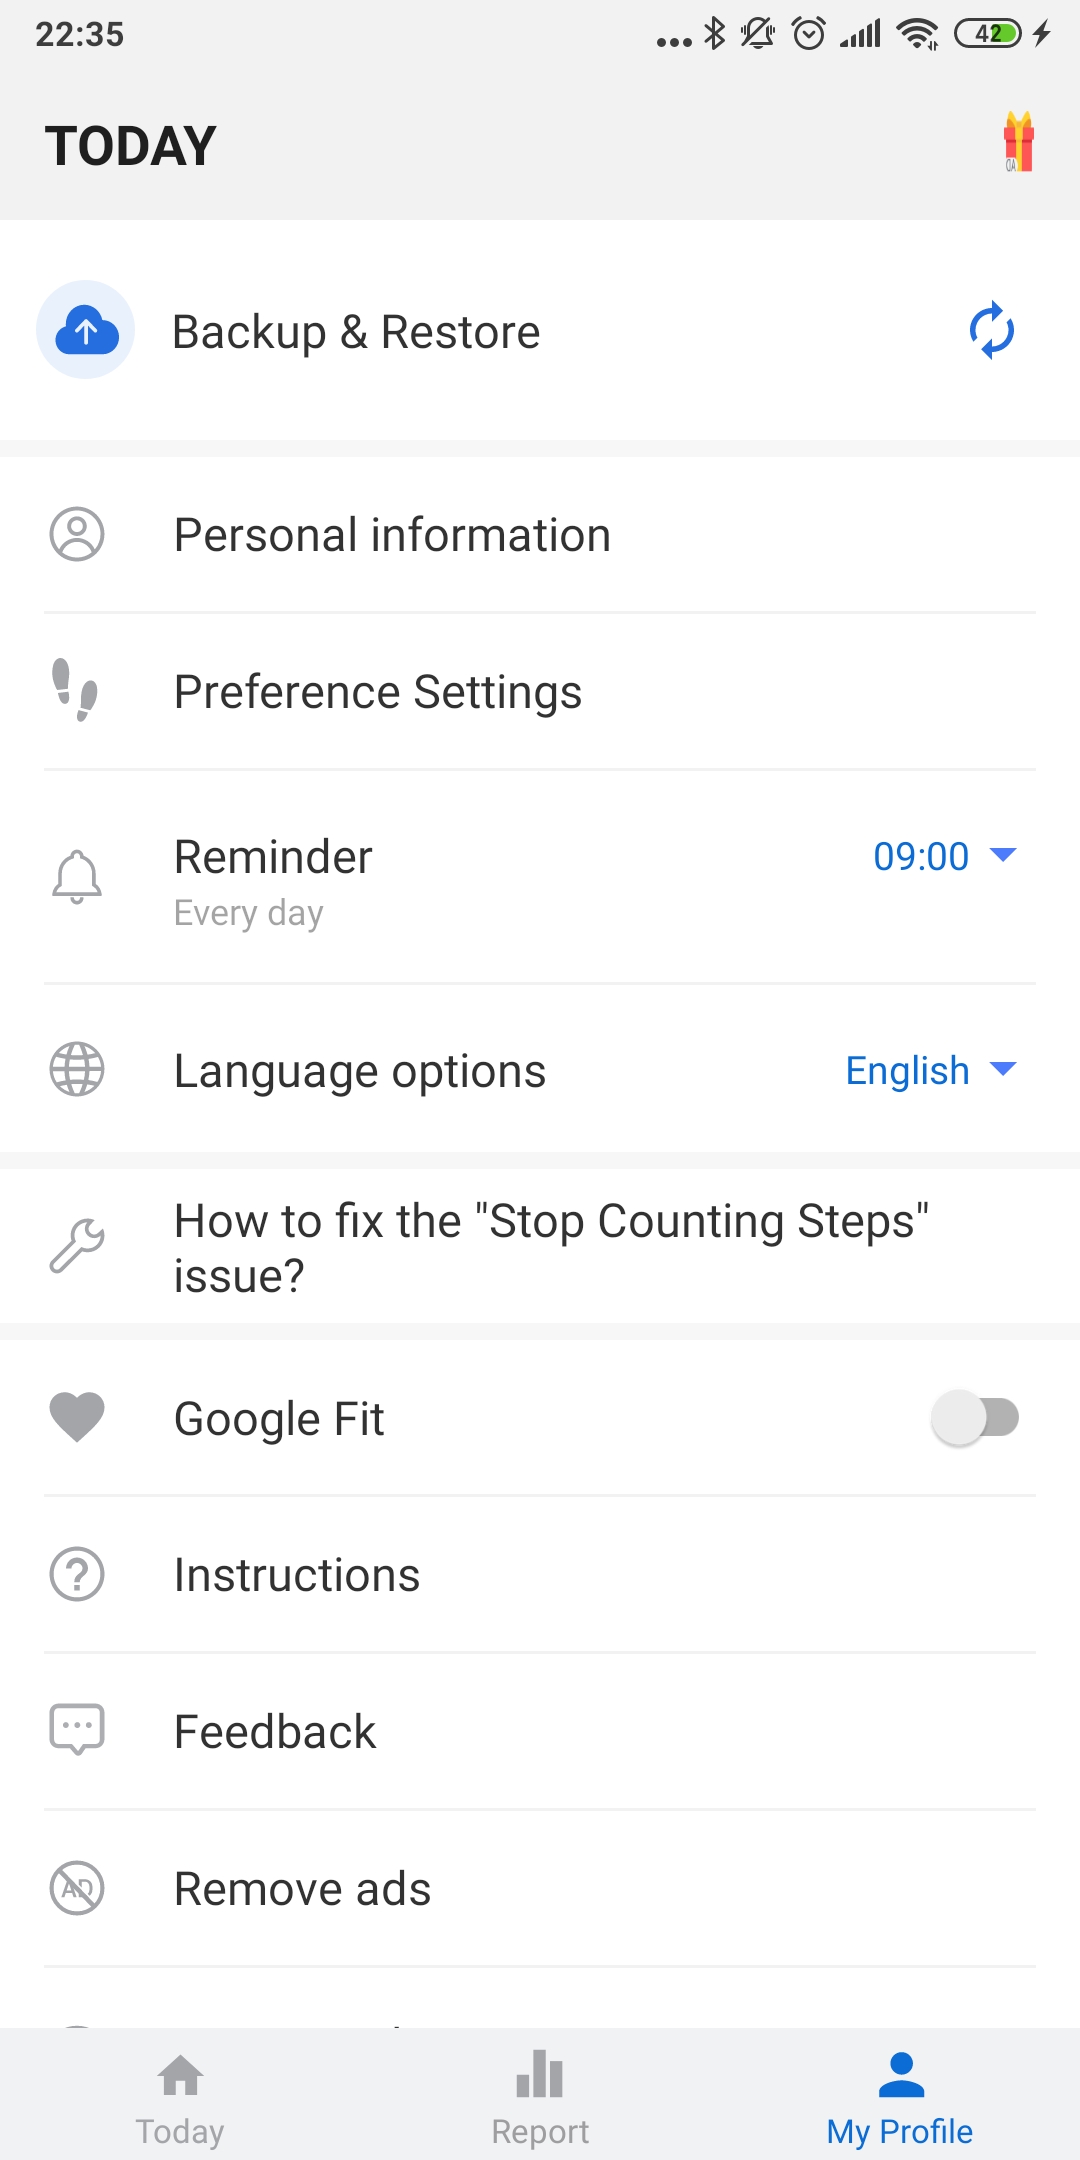 22:35
42
TODAY
Backup & Restore
Personal information
Preference Settings
Reminder
09:00
Every day
Language options
English
How to fix the "Stop Counting Steps"
issue?
Google Fit
Instructions
Feedback
AD
Remove ads
Today
Report
My Profile